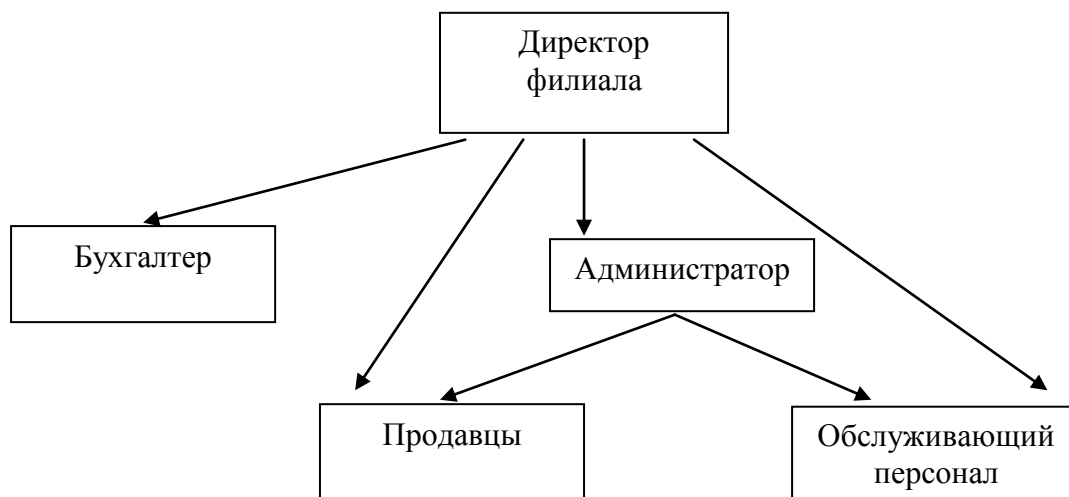 Директор
филиала
Бухгалтер
Администратор
Продавцы
Обслуживающий
персонал